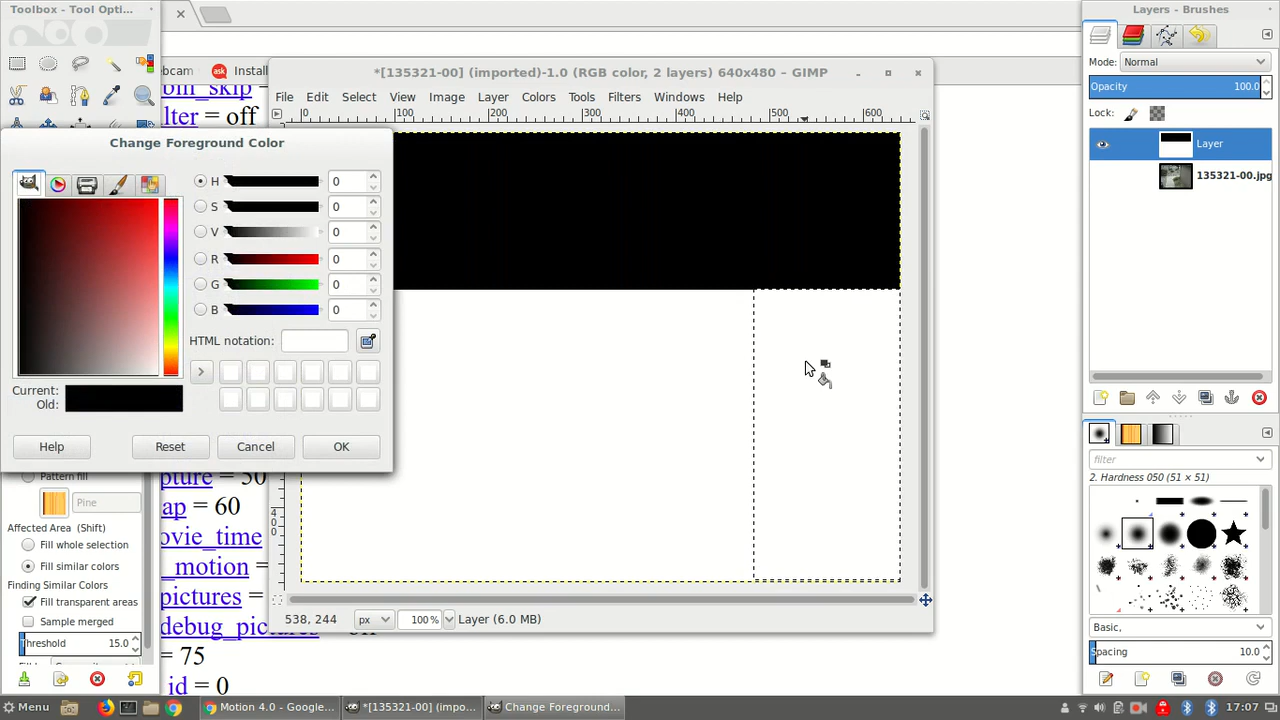 Toolbox - Tool Opti...
Layers - Brushes
*[135321-00] (imported)-1.0 (RGB color, 2 layers) 640x480 – GIMP
File Edit Select View Image Layer Colors Tools Filters Windows Help
ebcam
ask
Install
= off
0 100 200 300 400 500 600
Mode: Normal
Opacity 100.0
Lock:
Layer
135321-00.jpg
Change Foreground Color
H 0
S 0
V 0
R 0
G 0
B 0
HTML notation:
Current:
Old:
Help Reset Cancel OK
Pattern fill
Pine
Affected Area (Shift)
Fill whole selection
Fill similar colors
Finding Similar Colors
Fill transparent areas
Sample merged
hreshold 15.0
pture = 50
ap = 60
ovie_time
_motion =
pictures =
debug_pictures
= 75
_id = 0
400
538, 244 px 100 % Layer (6.0 MB)
filter
2. Hardness 050 (51 × 51)
Basic,
Spacing 10.0
Menu
Motion 4.0 - Google...
*[135321-00] (impo...
Change Foreground...
17:07